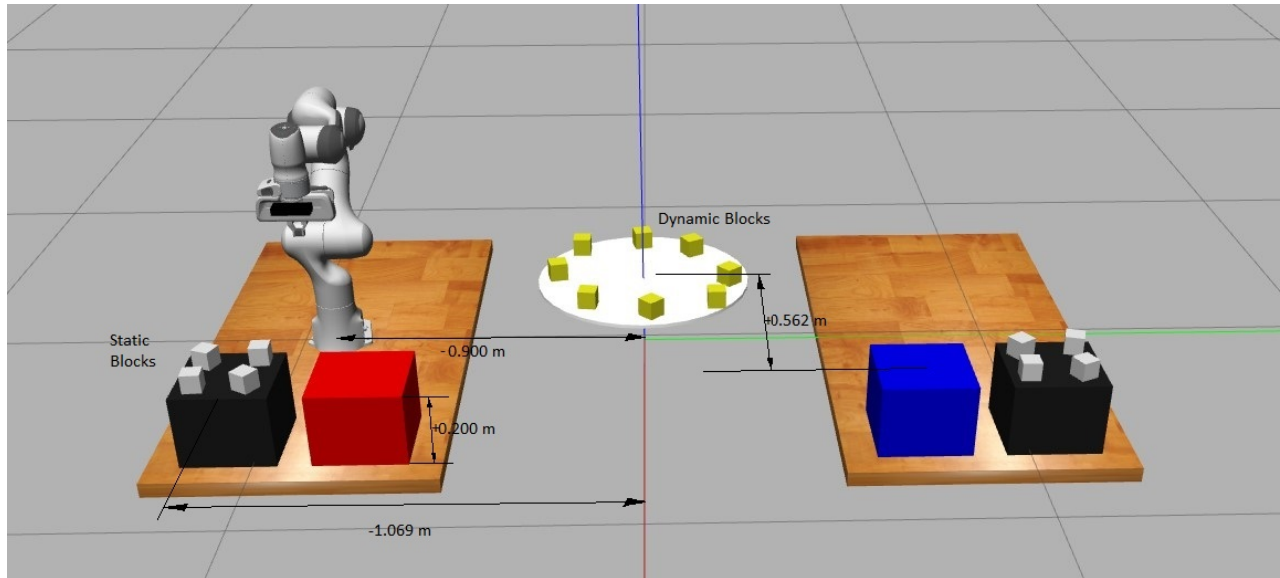 Dynamic Blocks
+0.562 m
Static
Blocks
-0.900 m
+0.200 m
-1.069 m